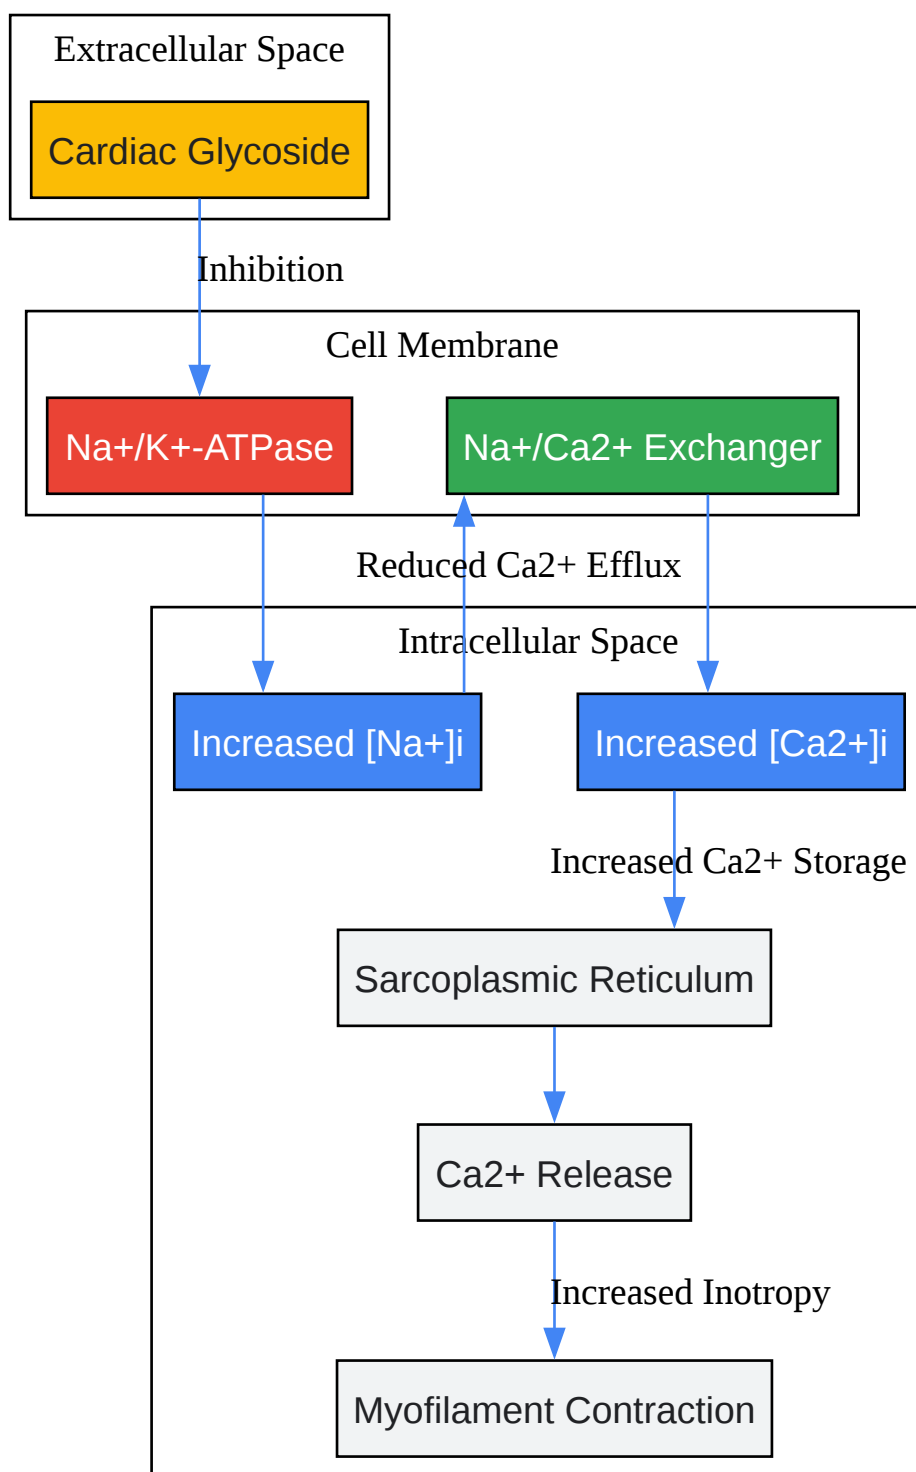 Extracellular Space
Cardiac Glycoside
Inhibition
Cell Membrane
Na+/K+-ATPase
Na+/Ca2+ Exchanger
Reduced Ca2+ Efflux
Intracellular Space
Increased [Na+]i
Increased [Ca2+]i
Increased Ca2+ Storage
Sarcoplasmic Reticulum
Ca2+ Release
Increased Inotropy
Myofilament Contraction